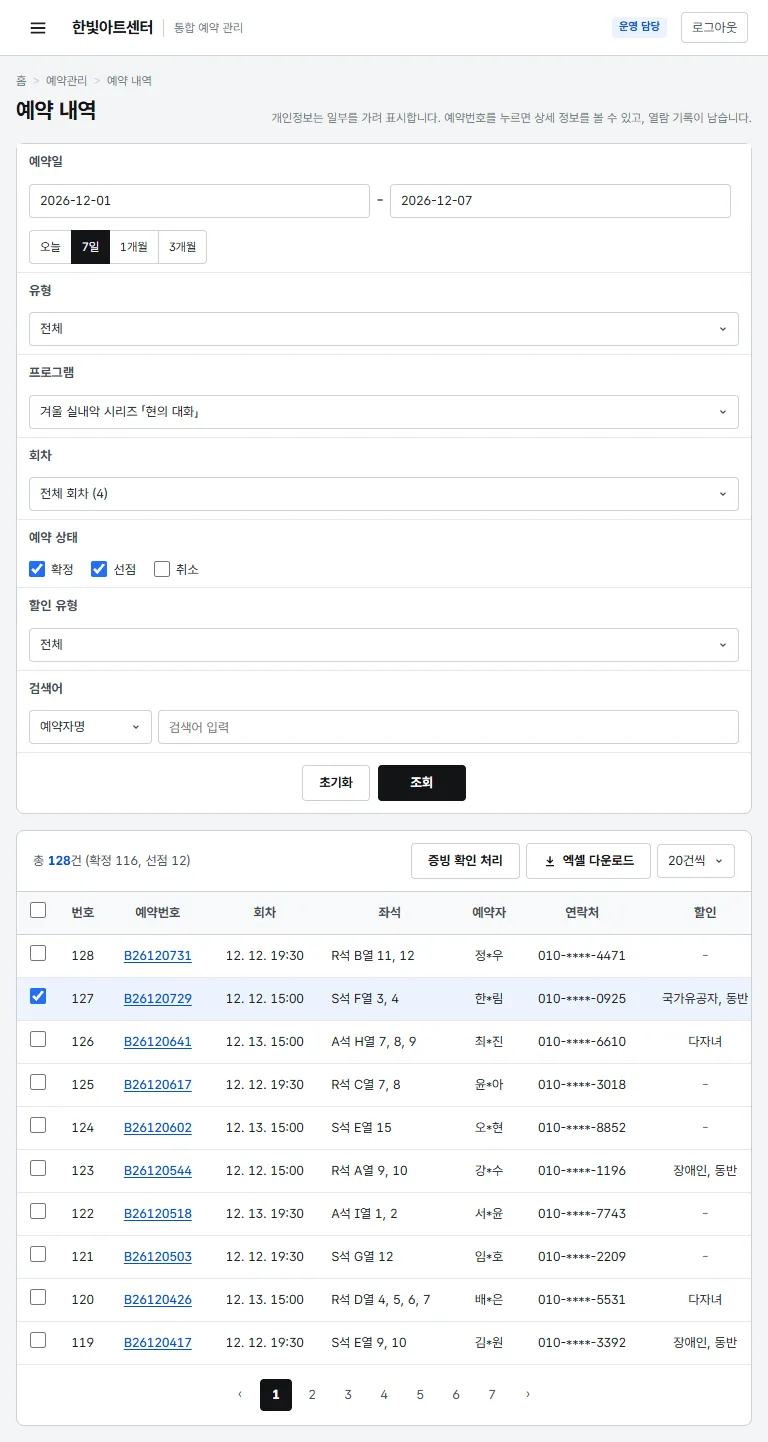 한빛아트센터 통합 예약 관리 운영 담당 로그아웃
홈 > 예약관리 > 예약 내역
예약 내역
개인정보는 일부를 가려 표시합니다. 예약번호를 누르면 상세 정보를 볼 수 있고, 열람 기록이 남습니다.
예약일
2026-12-01 – 2026-12-07
오늘 7일 1개월 3개월
유형
전체
프로그램
겨울 실내악 시리즈 「현의 대화」
회차
전체 회차 (4)
예약 상태
확정 선점 취소
할인 유형
전체
검색어
예약자명 검색어 입력
초기화 조회
총 128건 (확정 116, 선점 12) 증빙 확인 처리 엑셀 다운로드 20건씩
번호 예약번호 회차 좌석 예약자 연락처 할인
128 B26120731 12. 12. 19:30 R석 B열 11, 12 정*우 010-****-4471 –
127 B26120729 12. 12. 15:00 S석 F열 3, 4 한*림 010-****-0925 국가유공자, 동반
126 B26120641 12. 13. 15:00 A석 H열 7, 8, 9 최*진 010-****-6610 다자녀
125 B26120617 12. 12. 19:30 R석 C열 7, 8 윤*아 010-****-3018 –
124 B26120602 12. 13. 15:00 S석 E열 15 오*현 010-****-8852 –
123 B26120544 12. 12. 15:00 R석 A열 9, 10 강*수 010-****-1196 장애인, 동반
122 B26120518 12. 13. 19:30 A석 I열 1, 2 서*윤 010-****-7743 –
121 B26120503 12. 12. 19:30 S석 G열 12 임*호 010-****-2209 –
120 B26120426 12. 13. 15:00 R석 D열 4, 5, 6, 7 배*은 010-****-5531 다자녀
119 B26120417 12. 12. 19:30 S석 E열 9, 10 김*원 010-****-3392 장애인, 동반
‹ 1 2 3 4 5 6 7 ›